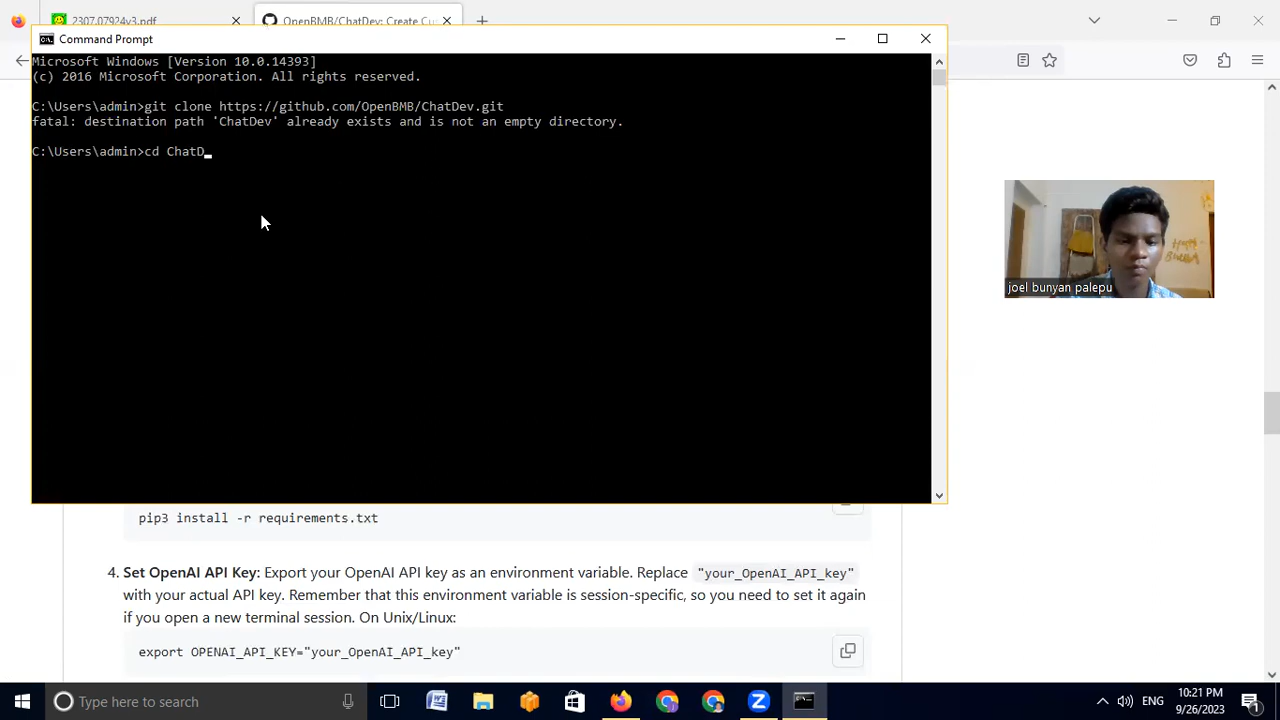 2307.07924v3.pdf
OpenBMB/ChatDev: Create Cu
Command Prompt
Microsoft Windows [Version 10.0.14393]
(c) 2016 Microsoft Corporation. All rights reserved.
C:\Users\admin>git clone https://github.com/OpenBMB/ChatDev.git
fatal: destination path 'ChatDev' already exists and is not an empty directory.
C:\Users\admin>cd ChatD
joel bunyan palepu
pip3 install -r requirements.txt
4. Set OpenAI API Key: Export your OpenAI API key as an environment variable. Replace "your_OpenAI_API_key"
with your actual API key. Remember that this environment variable is session-specific, so you need to set it again
if you open a new terminal session. On Unix/Linux:
export OPENAI_API_KEY="your_OpenAI_API_key"
Type here to search
ENG
10:21 PM
9/26/2023
1